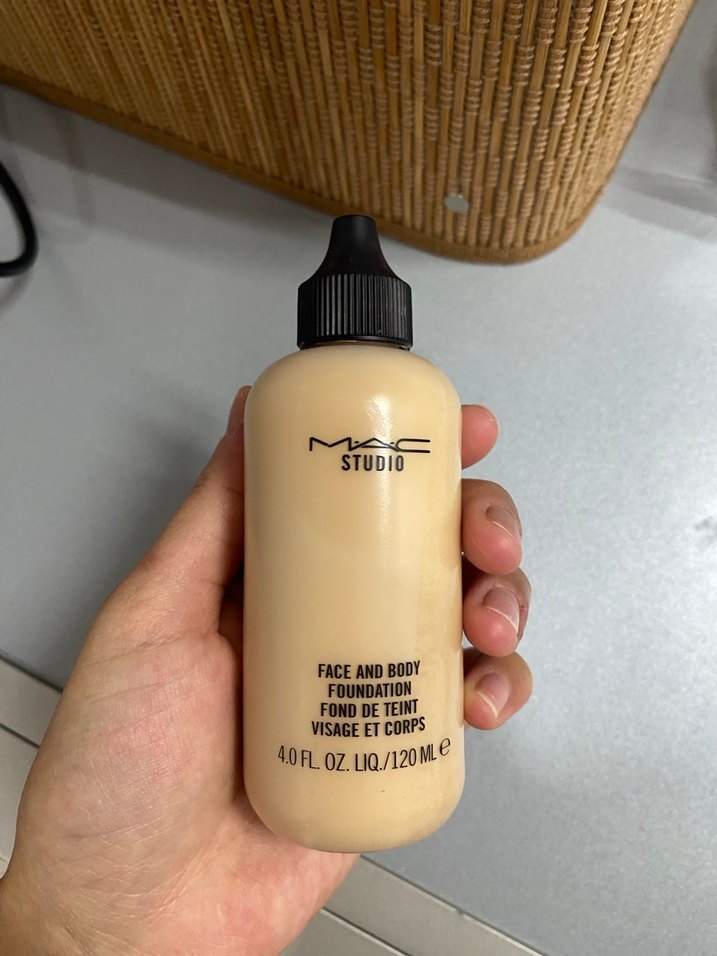 MAC
STUDIO
FACE AND BODY
FOUNDATION
FOND DE TEINT
VISAGE ET CORPS
4.0 FL. OZ. LIQ./120 ML ℮